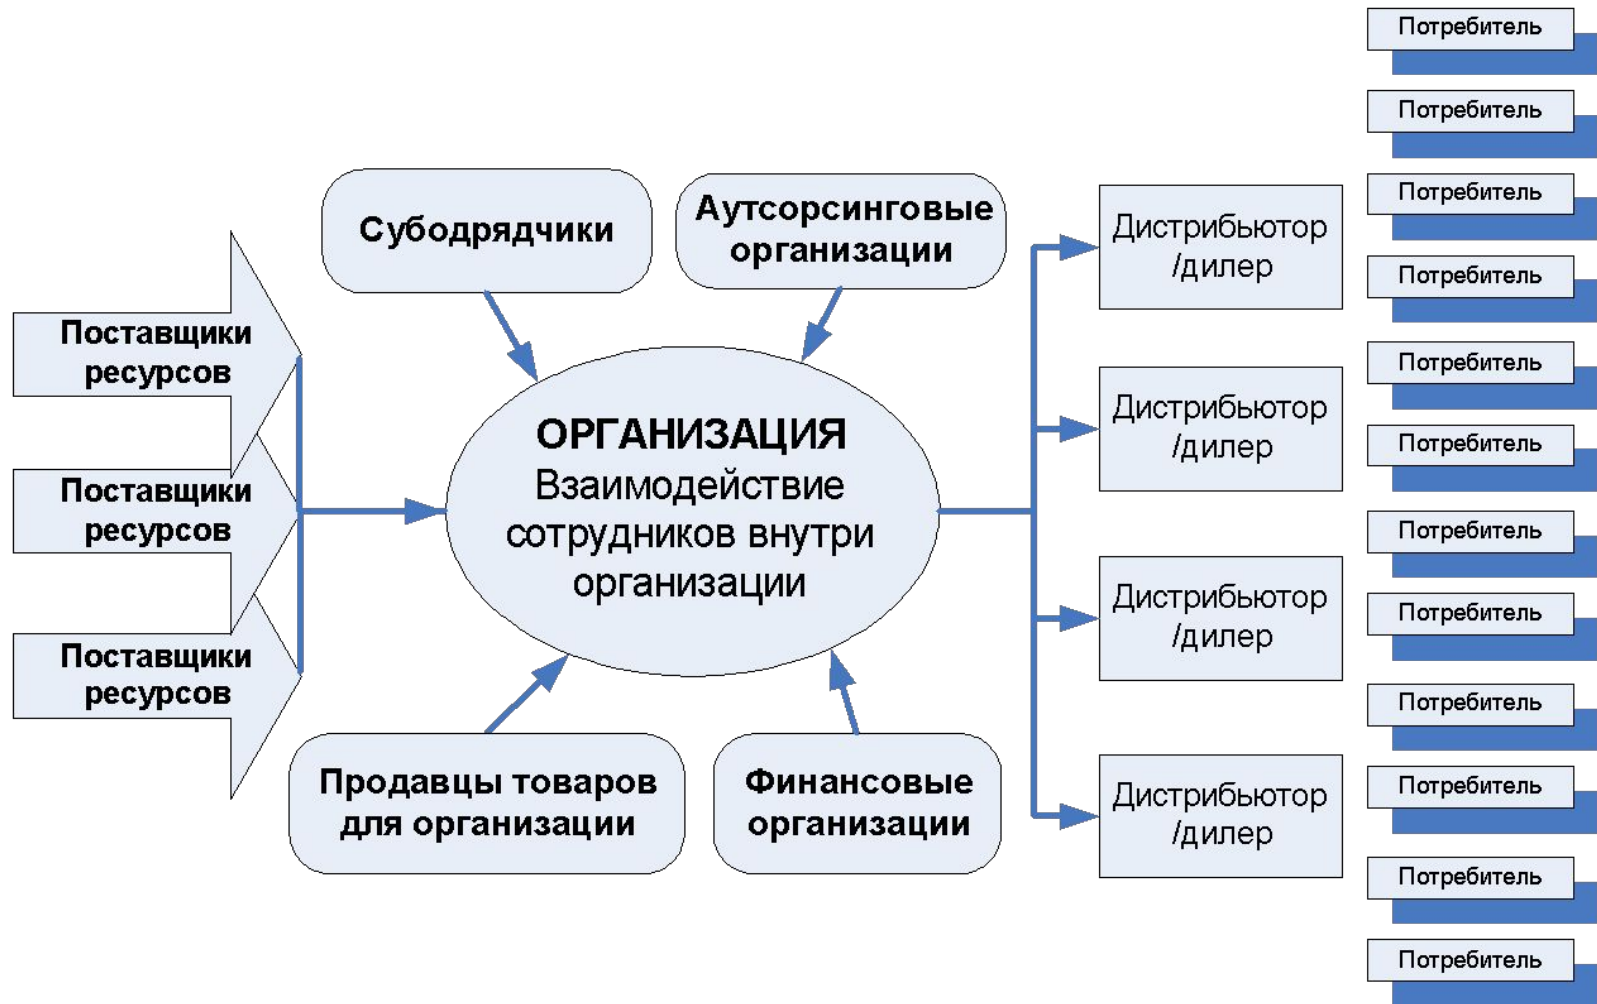 Поставщики
ресурсов
Поставщики
ресурсов
Поставщики
ресурсов
Субодрядчики
Аутсорсинговые
организации
ОРГАНИЗАЦИЯ
Взаимодействие
сотрудников внутри
организации
Продавцы товаров
для организации
Финансовые
организации
Дистрибьютор
/дилер
Дистрибьютор
/дилер
Дистрибьютор
/дилер
Дистрибьютор
/дилер
Потребитель
Потребитель
Потребитель
Потребитель
Потребитель
Потребитель
Потребитель
Потребитель
Потребитель
Потребитель
Потребитель
Потребитель